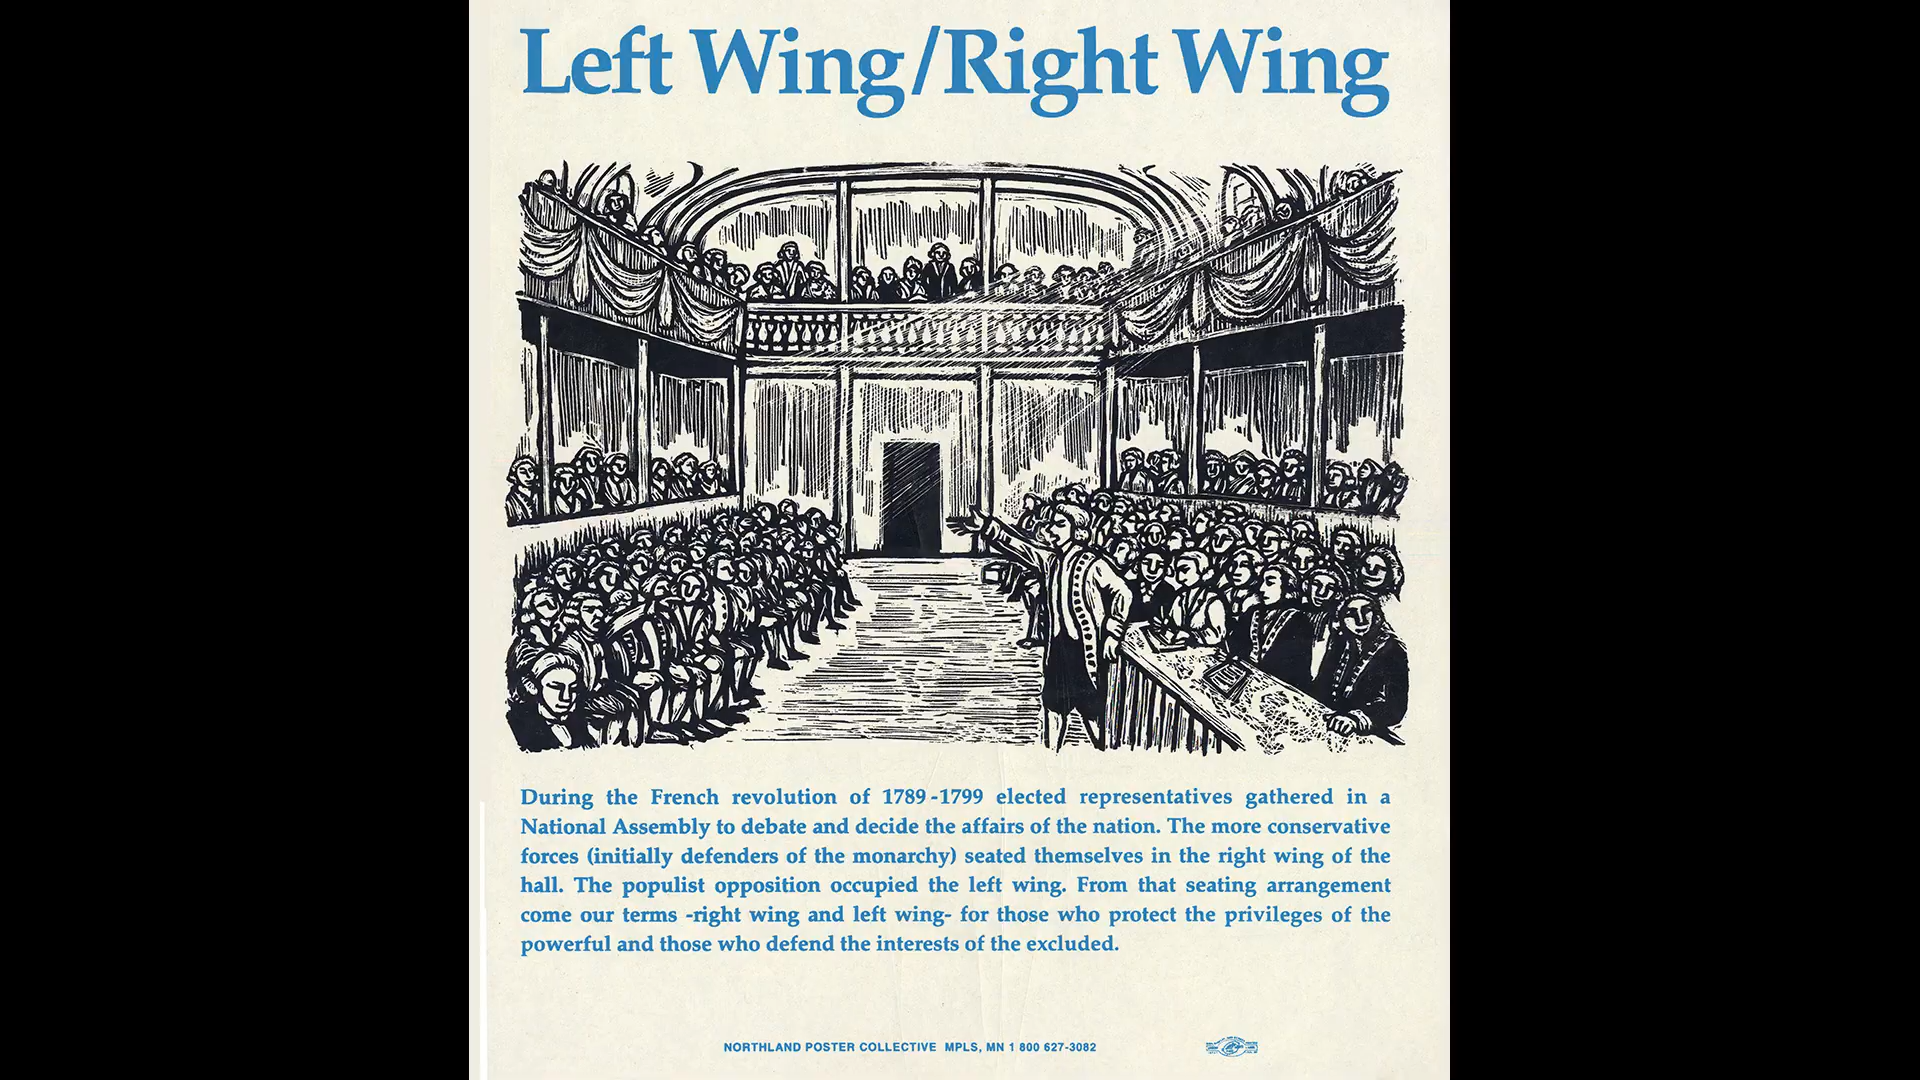 Left Wing/Right Wing
During the French revolution of 1789-1799 elected representatives gathered in a
National Assembly to debate and decide the affairs of the nation. The more conservative
forces (initially defenders of the monarchy) seated themselves in the right wing of the
hall. The populist opposition occupied the left wing. From that seating arrangement
come our terms -right wing and left wing- for those who protect the privileges of the
powerful and those who defend the interests of the excluded.
NORTHLAND POSTER COLLECTIVE MPLS, MN 1 800 627-3082